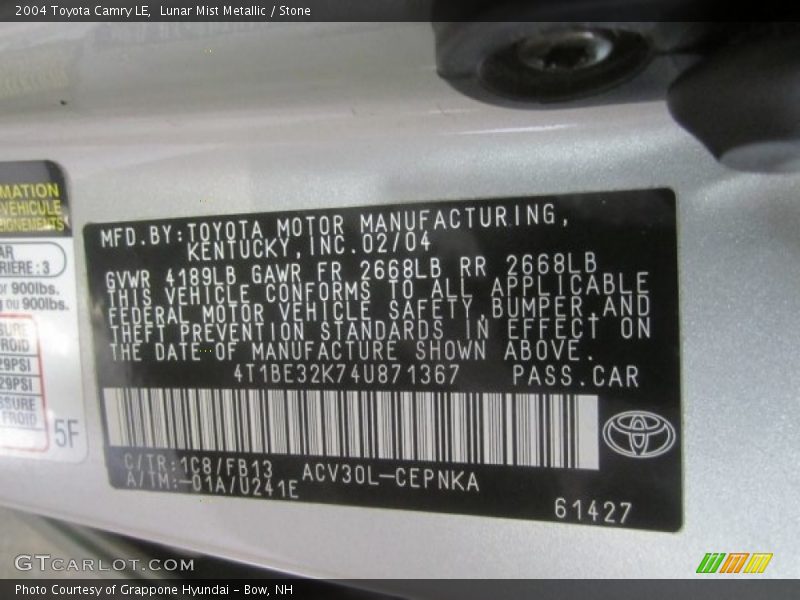 2004 Toyota Camry LE, Lunar Mist Metallic / Stone
MATION
VEHICULE
RIERE : 3
or 900lbs.
ou 900lbs.
29PSI
29PSI
5F
MFD.BY:TOYOTA MOTOR MANUFACTURING,
KENTUCKY,INC.02/04
GVWR 4189LB GAWR FR 2668LB RR 2668LB
THIS VEHICLE CONFORMS TO ALL APPLICABLE
FEDERAL MOTOR VEHICLE SAFETY,BUMPER,AND
THEFT PREVENTION STANDARDS IN EFFECT ON
THE DATE OF MANUFACTURE SHOWN ABOVE.
4T1BE32K74U871367 PASS.CAR
C/TR:1C8/FB13 ACV30L-CEPNKA
A/TM:-01A/U241E
61427
GTCARLOT.COM
Photo Courtesy of Grappone Hyundai - Bow, NH